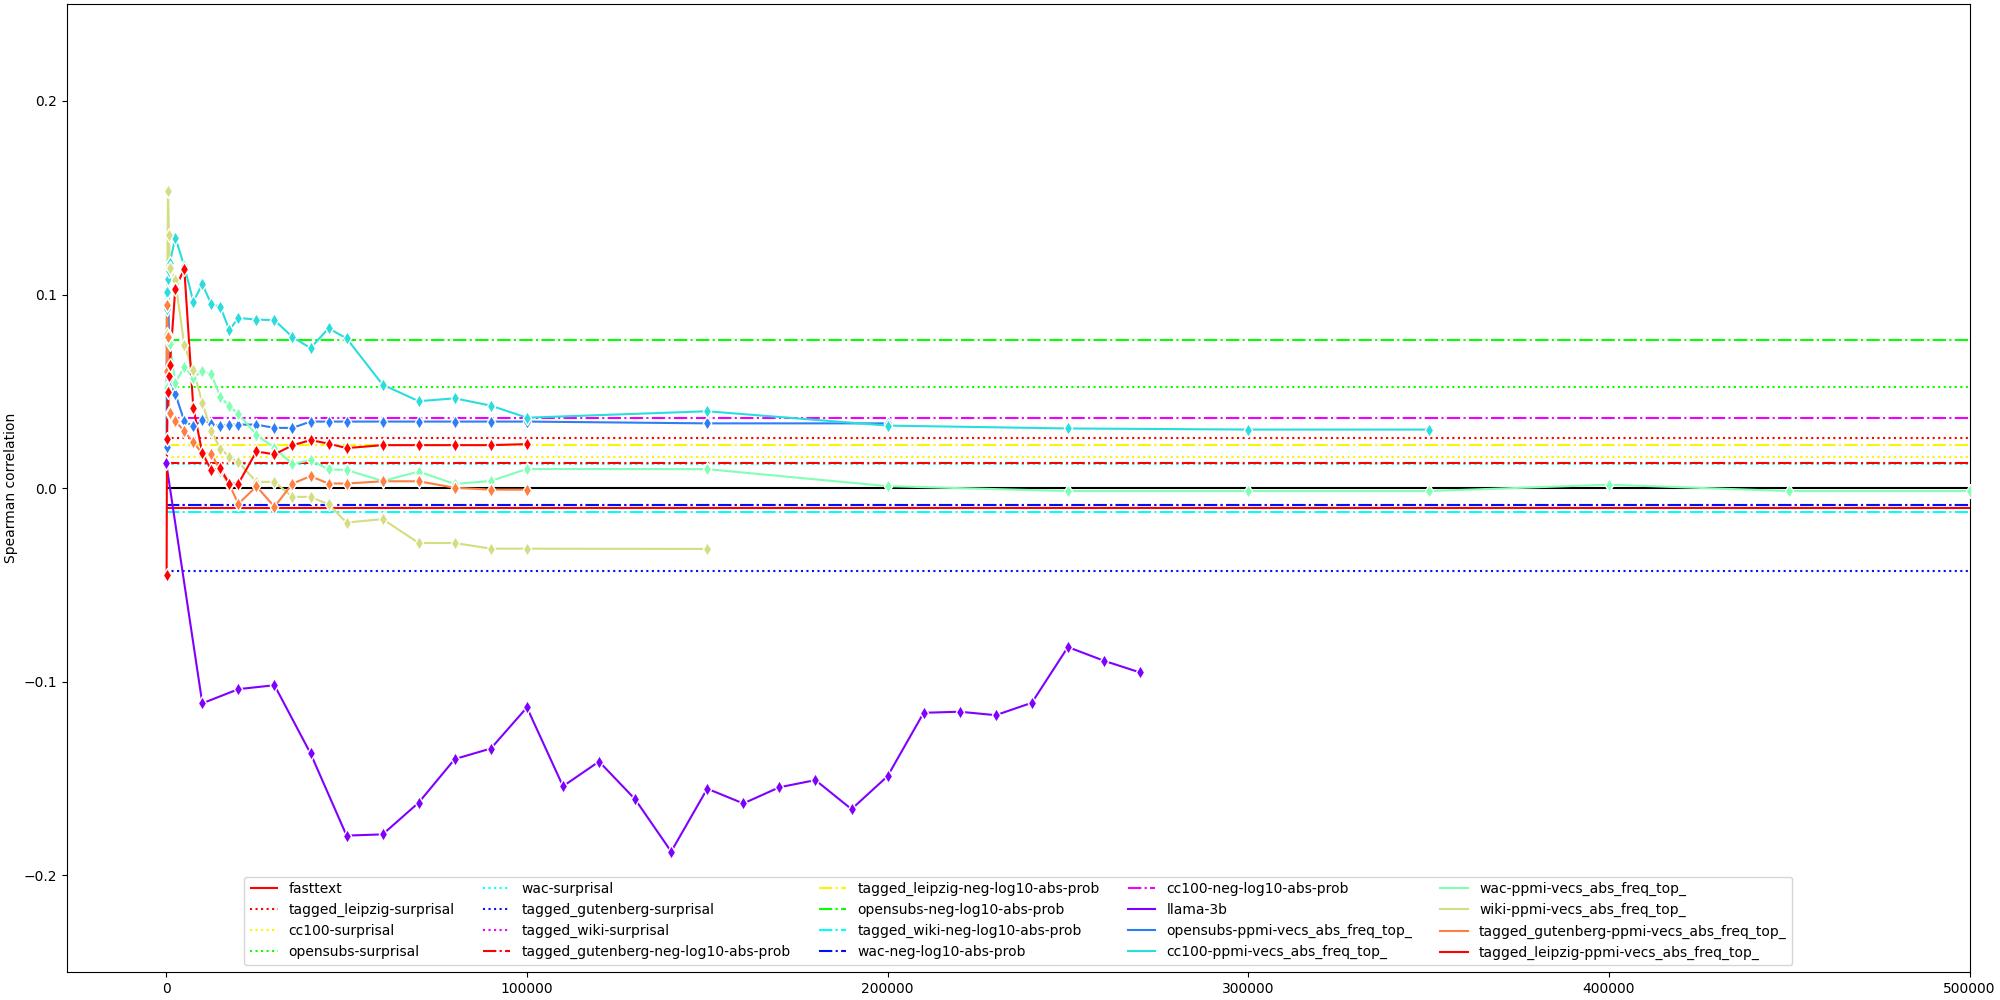 Spearman correlation
0.2
0.1
0.0
−0.1
−0.2
0
100000
200000
300000
400000
500000
fasttext
tagged_leipzig-surprisal
cc100-surprisal
opensubs-surprisal
wac-surprisal
tagged_gutenberg-surprisal
tagged_wiki-surprisal
tagged_gutenberg-neg-log10-abs-prob
tagged_leipzig-neg-log10-abs-prob
opensubs-neg-log10-abs-prob
tagged_wiki-neg-log10-abs-prob
wac-neg-log10-abs-prob
cc100-neg-log10-abs-prob
llama-3b
opensubs-ppmi-vecs_abs_freq_top_
cc100-ppmi-vecs_abs_freq_top_
wac-ppmi-vecs_abs_freq_top_
wiki-ppmi-vecs_abs_freq_top_
tagged_gutenberg-ppmi-vecs_abs_freq_top_
tagged_leipzig-ppmi-vecs_abs_freq_top_